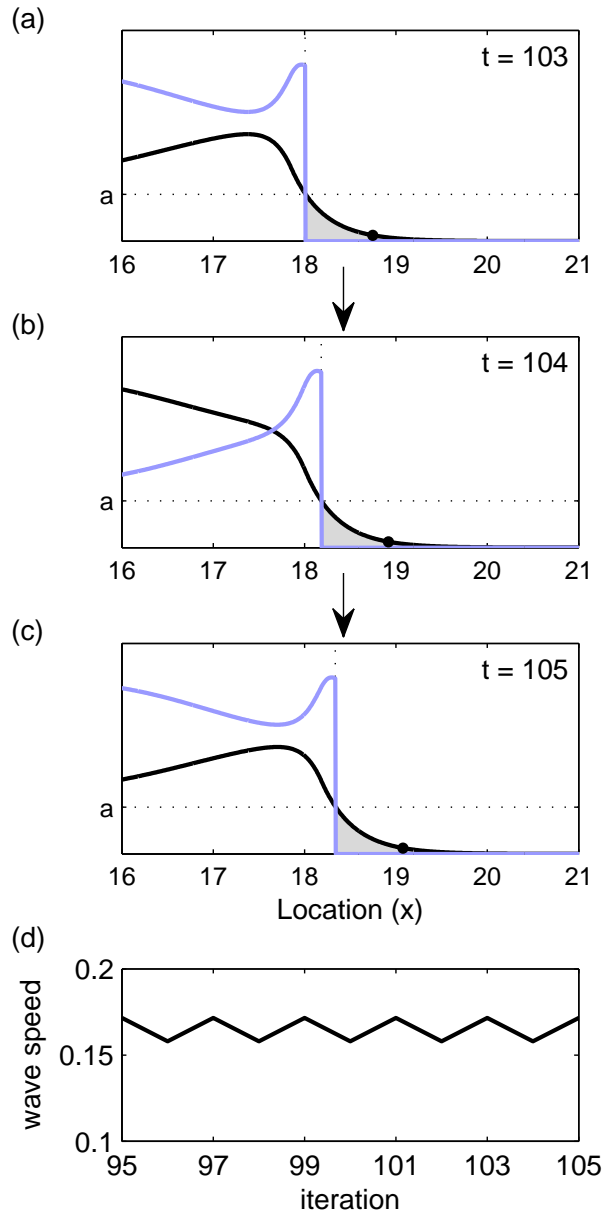 (a)
t = 103
a
16 17 18 19 20 21
(b)
t = 104
a
16 17 18 19 20 21
(c)
t = 105
a
16 17 18 19 20 21
Location (x)
(d)
0.2
0.15
0.1
wave speed
95 97 99 101 103 105
iteration